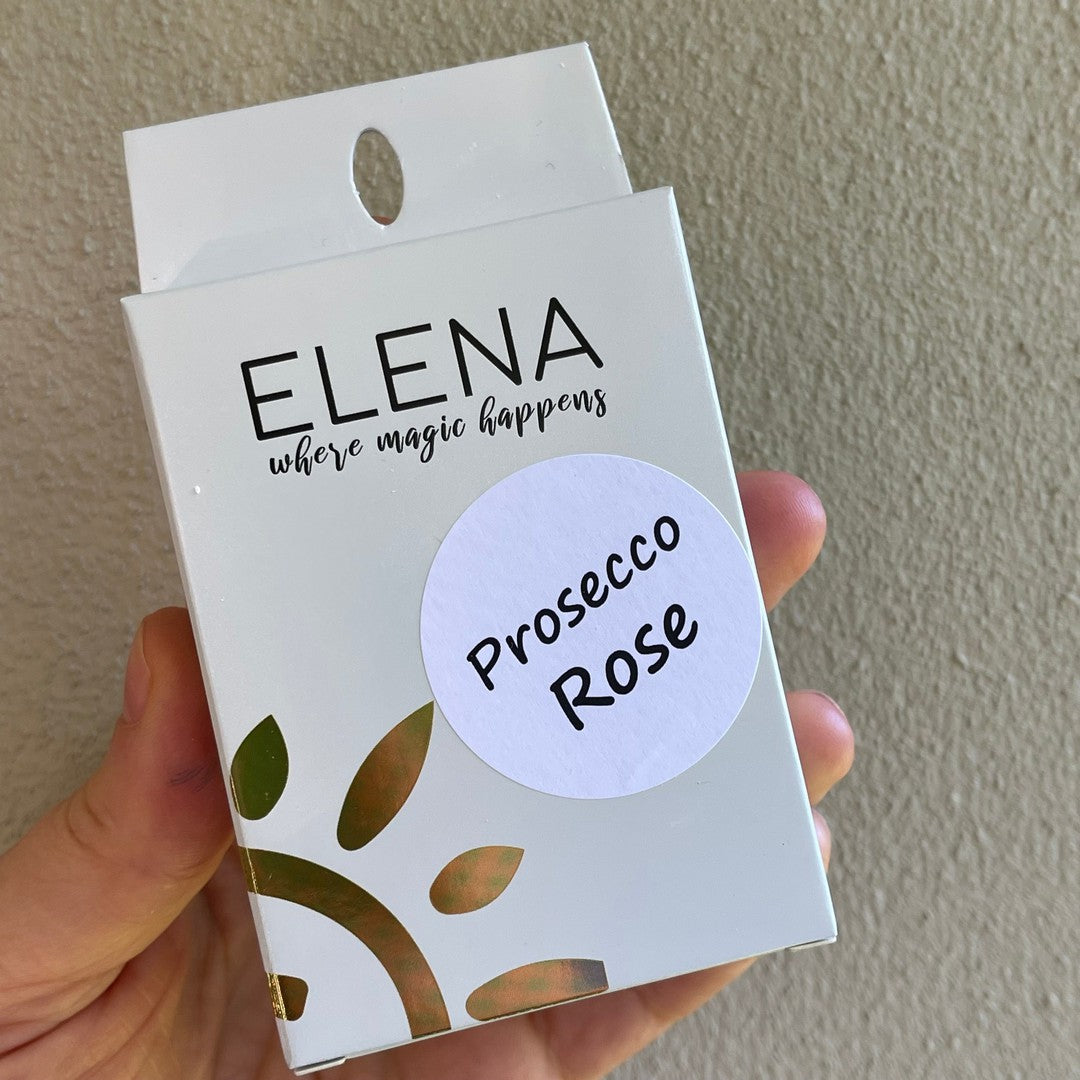 ELENA
where magic happens
Prosecco
Rose